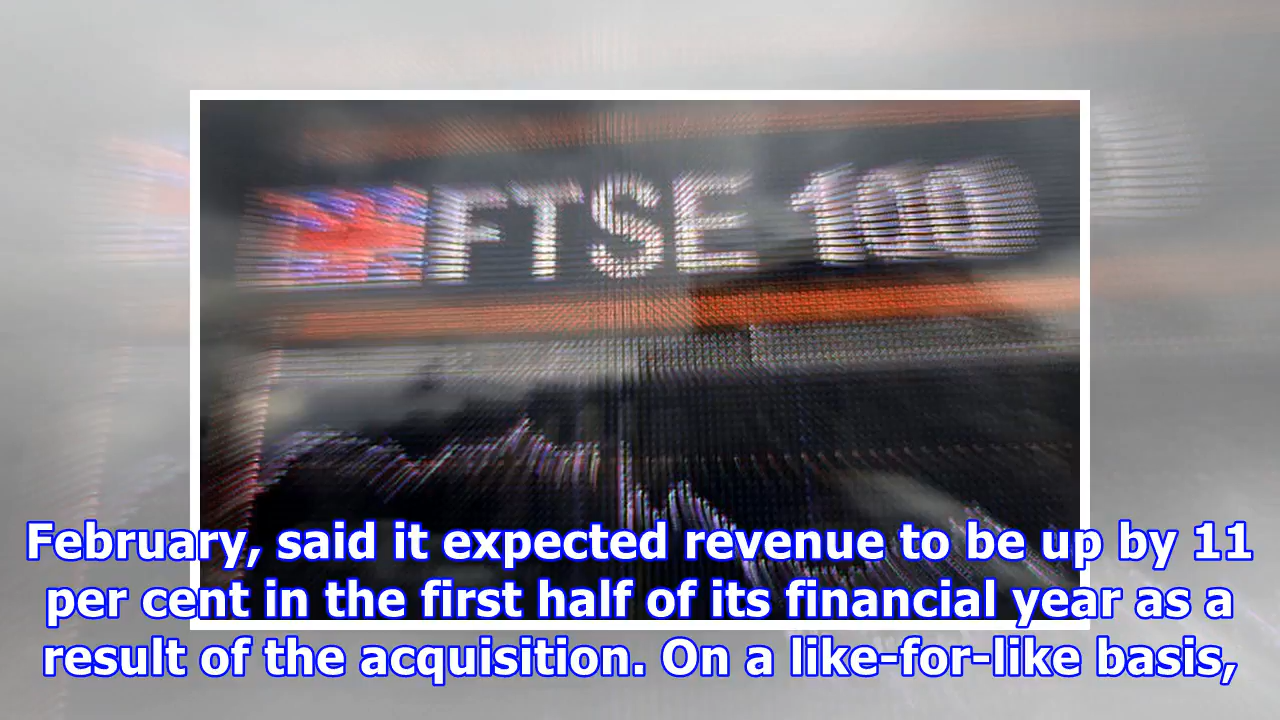 FTSE 100
February, said it expected revenue to be up by 11
per cent in the first half of its financial year as a
result of the acquisition. On a like-for-like basis,